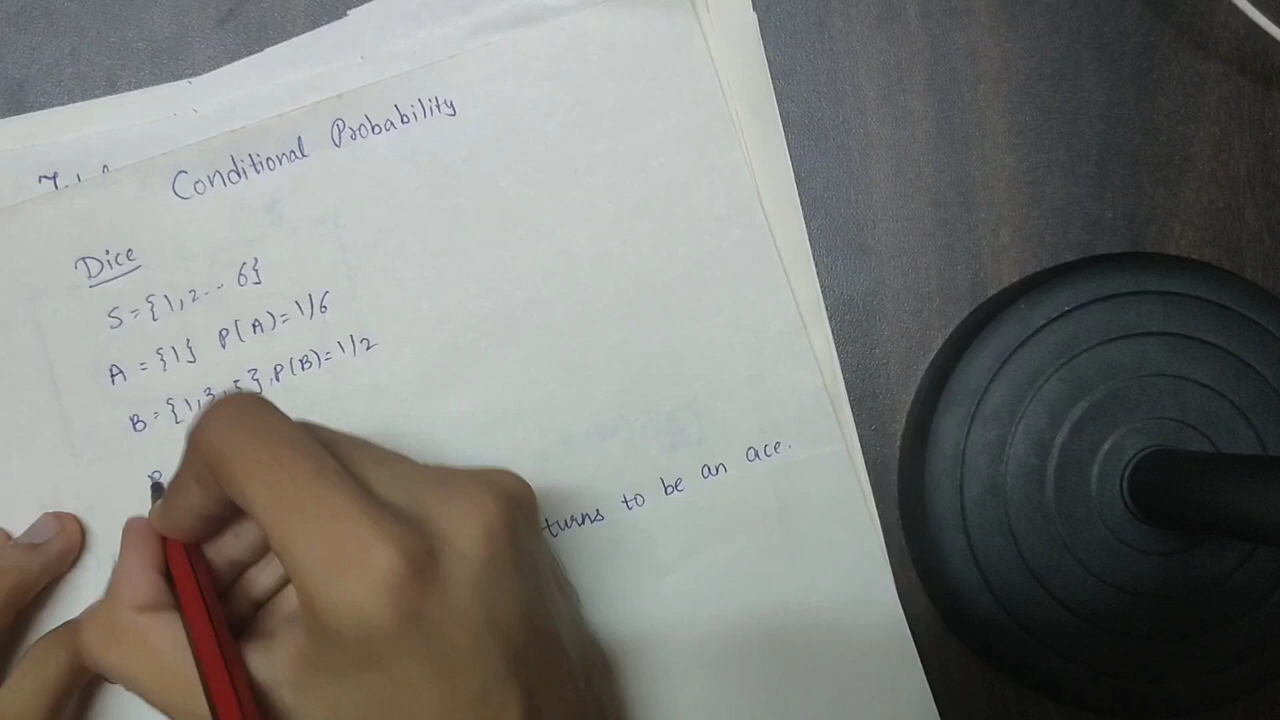 Conditional Probability
Dice
S={1,2... 6}
A = {1} P(A)=1/6
B={1,3,5},P(B)=1/2
turns to be an ace.